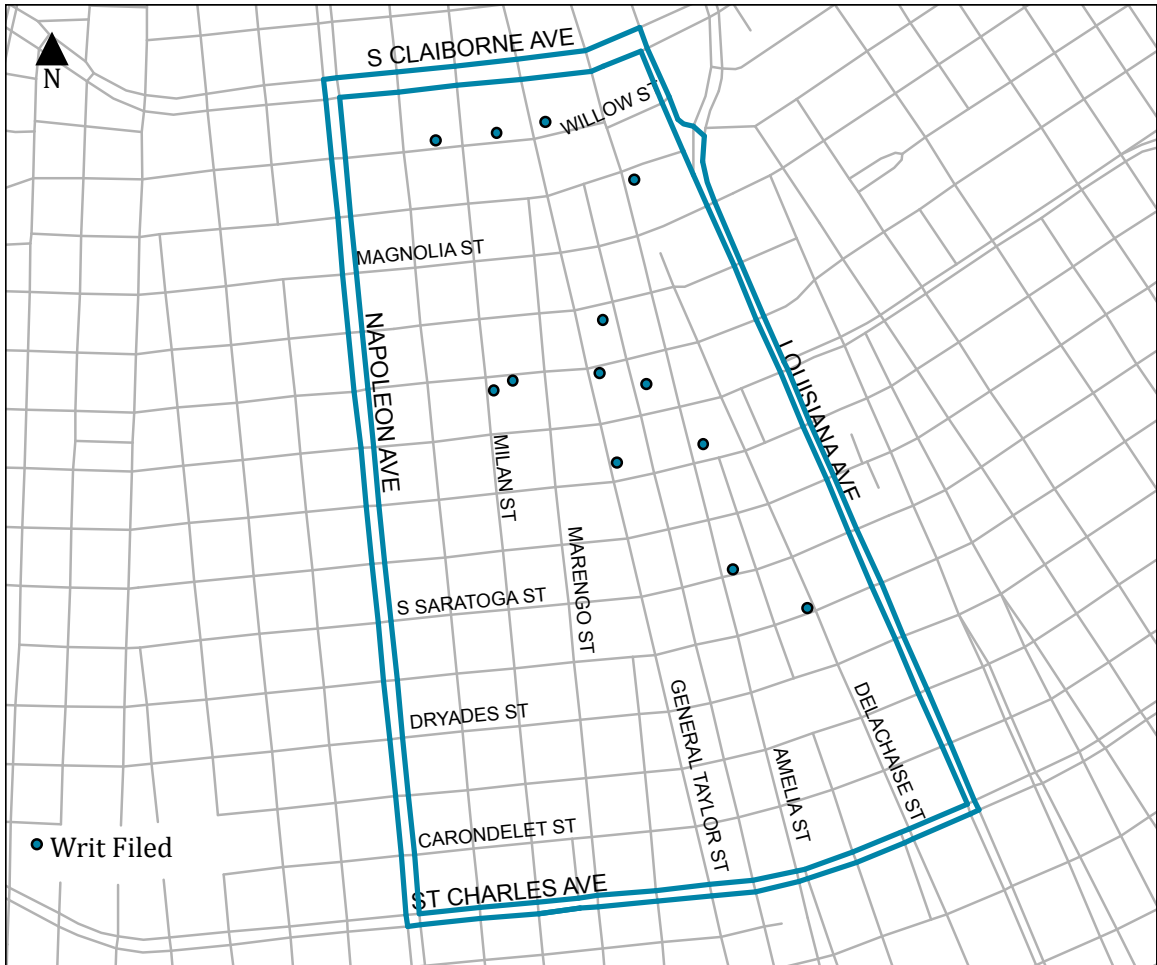 S CLAIBORNE AVE
N
WILLOW ST
MAGNOLIA ST
NAPOLEON AVE
LOUISIANA AVE
MILAN ST
MARENGO ST
S SARATOGA ST
GENERAL TAYLOR ST
DELACHAISE ST
DRYADES ST
AMELIA ST
CARONDELET ST
Writ Filed
ST CHARLES AVE